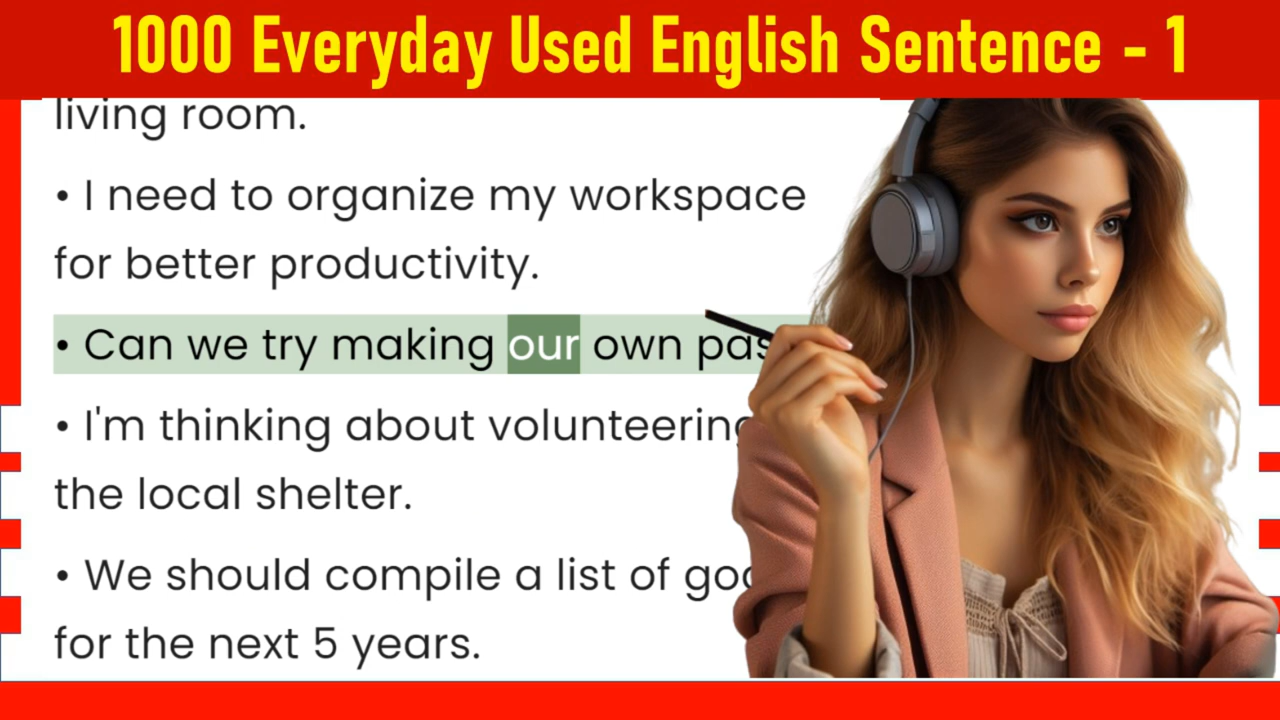 1000 Everyday Used English Sentence - 1
living room.
• I need to organize my workspace
for better productivity.
• Can we try making our own
• I'm thinking about volunteering
the local shelter.
• We should compile a list of
for the next 5 years.